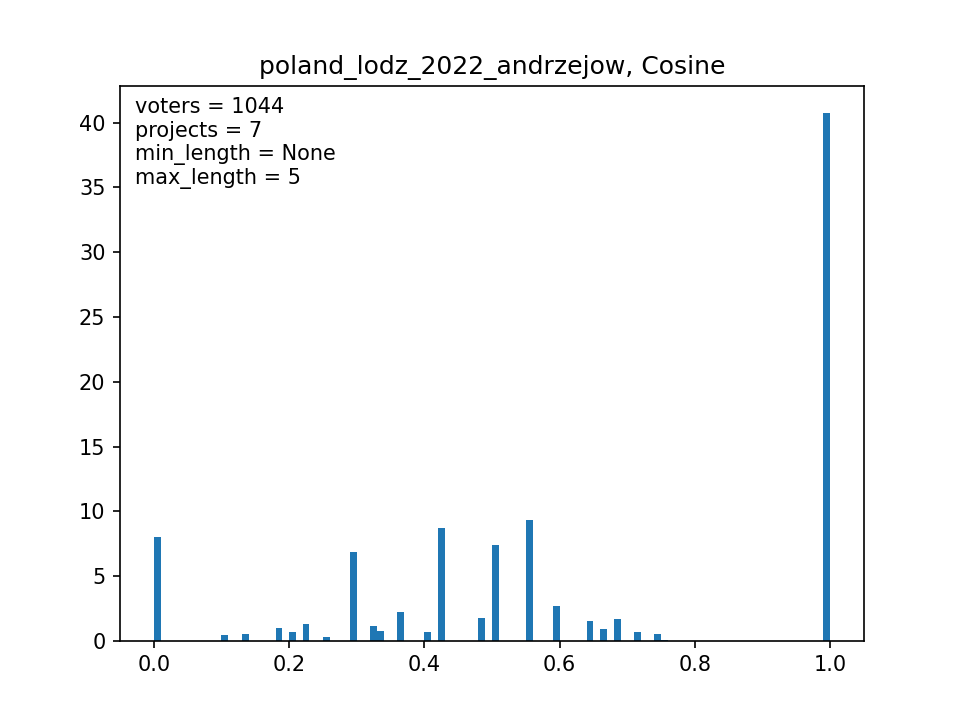 poland_lodz_2022_andrzejow, Cosine
voters = 1044
projects = 7
min_length = None
max_length = 5
40
35
30
25
20
15
10
5
0
0.0 0.2 0.4 0.6 0.8 1.0